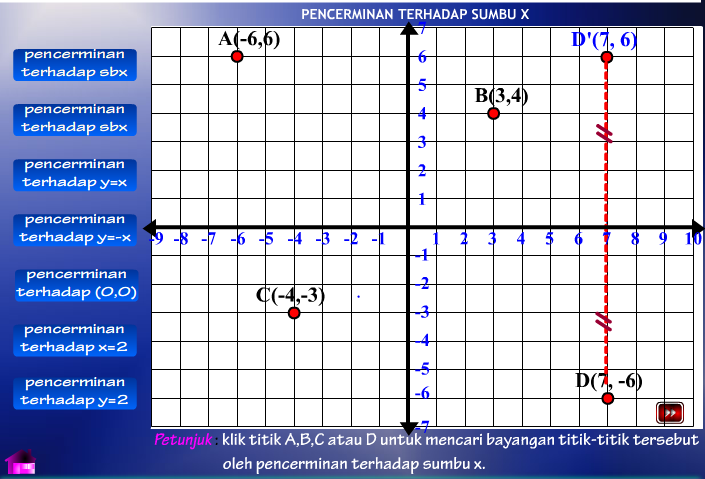 PENCERMINAN TERHADAP SUMBU X
pencerminan
terhadap sbx
pencerminan
terhadap sbx
pencerminan
terhadap y=x
pencerminan
terhadap y=-x
pencerminan
terhadap (0,0)
pencerminan
terhadap x=2
pencerminan
terhadap y=2
7
A(-6,6)
D'(7, 6)
5
B(3,4)
4
3
2
1
-9 -8 -7 -6 -5 -4 -3 -2 -1 1 2 3 4 5 6 7 8 9 10
-1
-2
C(-4,-3)
-3
-4
-5
D(7, -6)
-6
-7
Petunjuk : klik titik A,B,C atau D untuk mencari bayangan titik-titik tersebut
oleh pencerminan terhadap sumbu x.